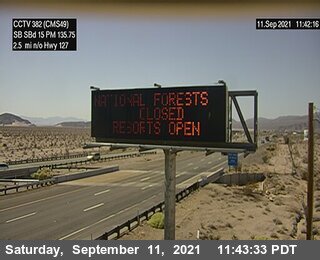 CCTV 382 (CMS49)
SB SBd 15 PM 135.75
2.5 mi n/o Hwy 127
11.Sep 2021 11:42:16
NATIONAL FORESTS
CLOSED
RESORTS OPEN
Saturday, September 11, 2021 11:43:33 PDT